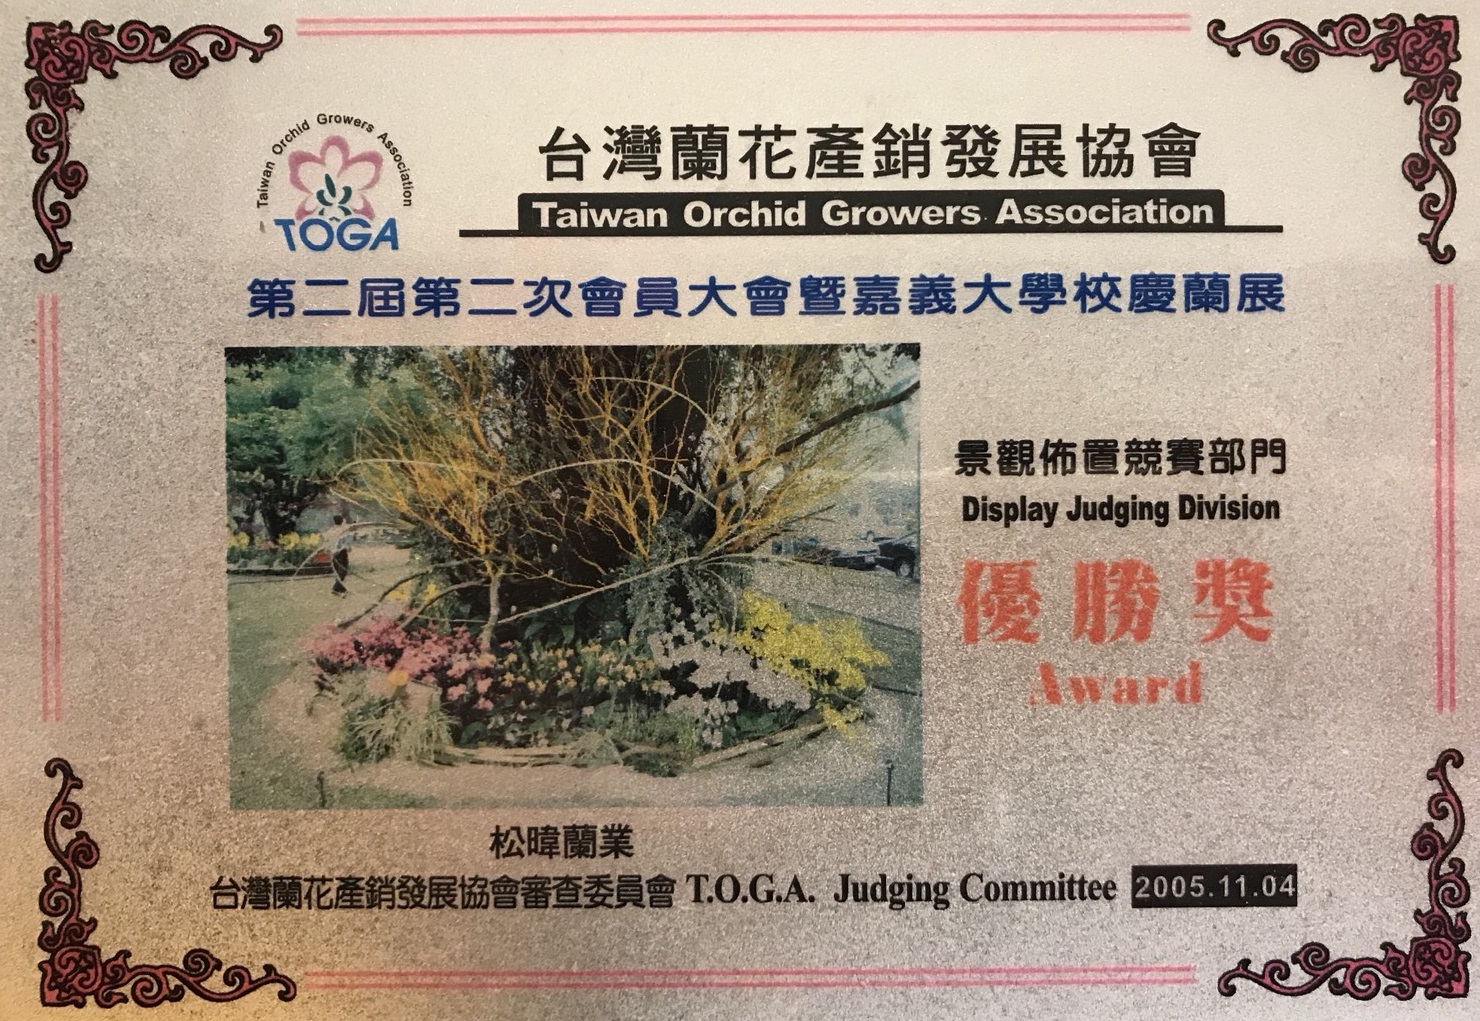 Taiwan Orchid Growers Association
TOGA
台灣蘭花產銷發展協會
Taiwan Orchid Growers Association
第二屆第二次會員大會暨嘉義大學校慶蘭展
景觀佈置競賽部門
Display Judging Division
優勝獎
Award
松暐蘭業
台灣蘭花產銷發展協會審查委員會 T.O.G.A. Judging Committee 2005.11.04